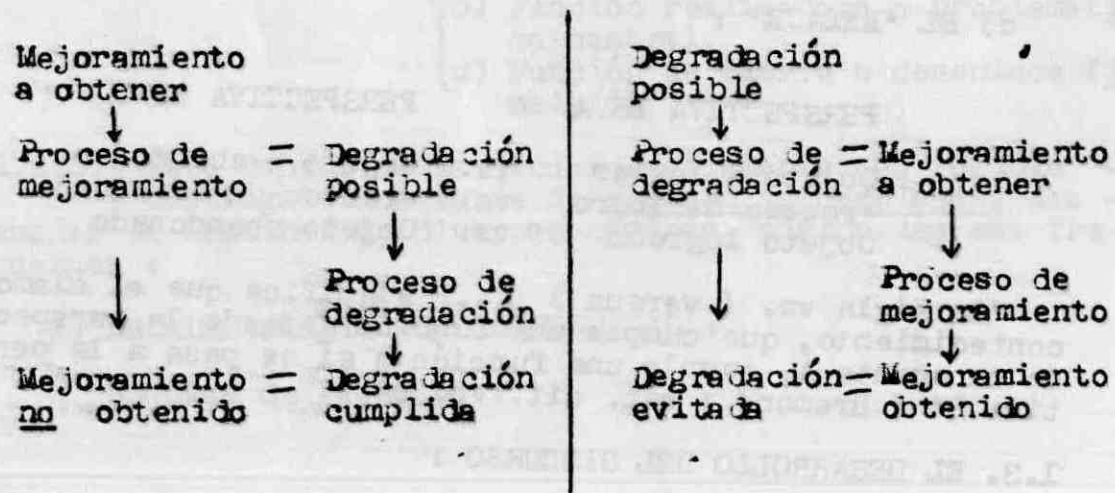 Mejoramiento
a obtener
↓
Proceso de = Degradación
mejoramiento posible
↓ ↓
Proceso de
degradación
↓
Mejoramiento = Degradación
no obtenido cumplida
Degradación
posible
↓
Proceso de = Mejoramiento
degradación a obtener
↓ ↓
Proceso de
mejoramiento
↓
Degradación = Mejoramiento
evitada obtenido